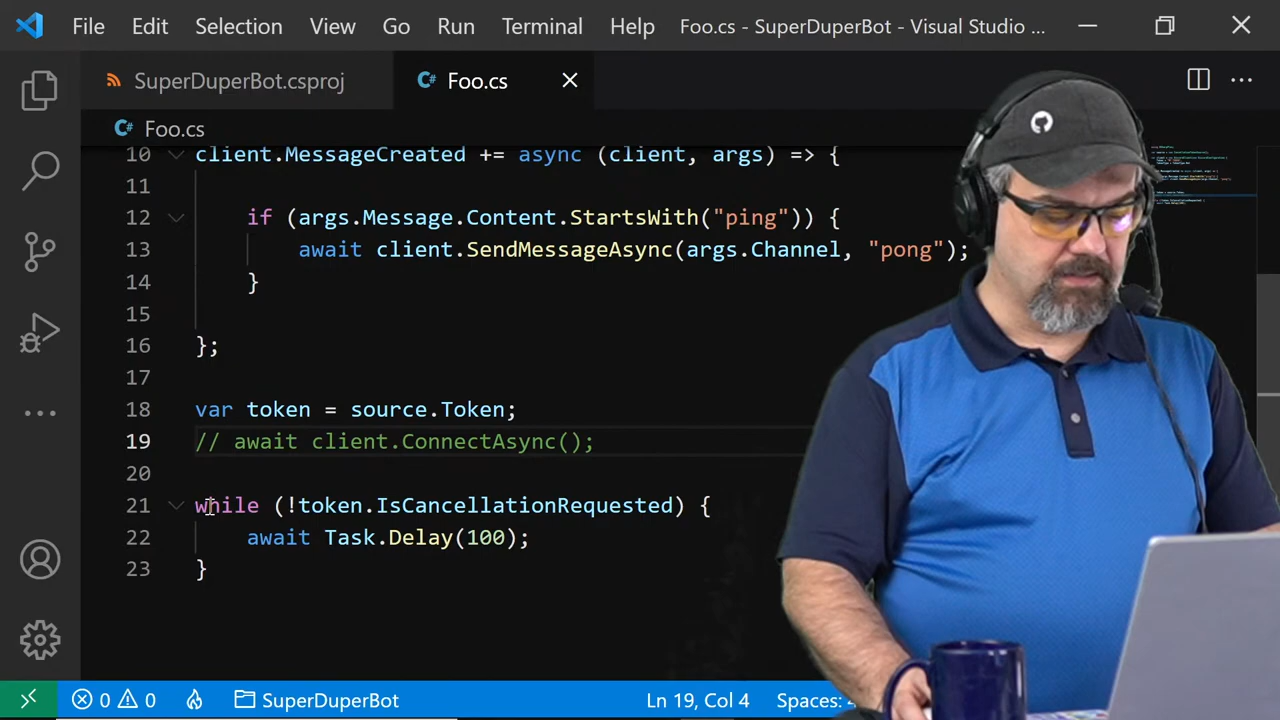 File Edit Selection View Go Run Terminal Help Foo.cs - SuperDuperBot - Visual Studio ...
SuperDuperBot.csproj Foo.cs
Foo.cs
10 client.MessageCreated += async (client, args) => {
11
12 if (args.Message.Content.StartsWith("ping")) {
13 await client.SendMessageAsync(args.Channel, "pong");
14 }
15
16 };
17
18 var token = source.Token;
19 // await client.ConnectAsync();
20
21 while (!token.IsCancellationRequested) {
22 await Task.Delay(100);
23 }
0 0 SuperDuperBot Ln 19, Col 4 Spaces: